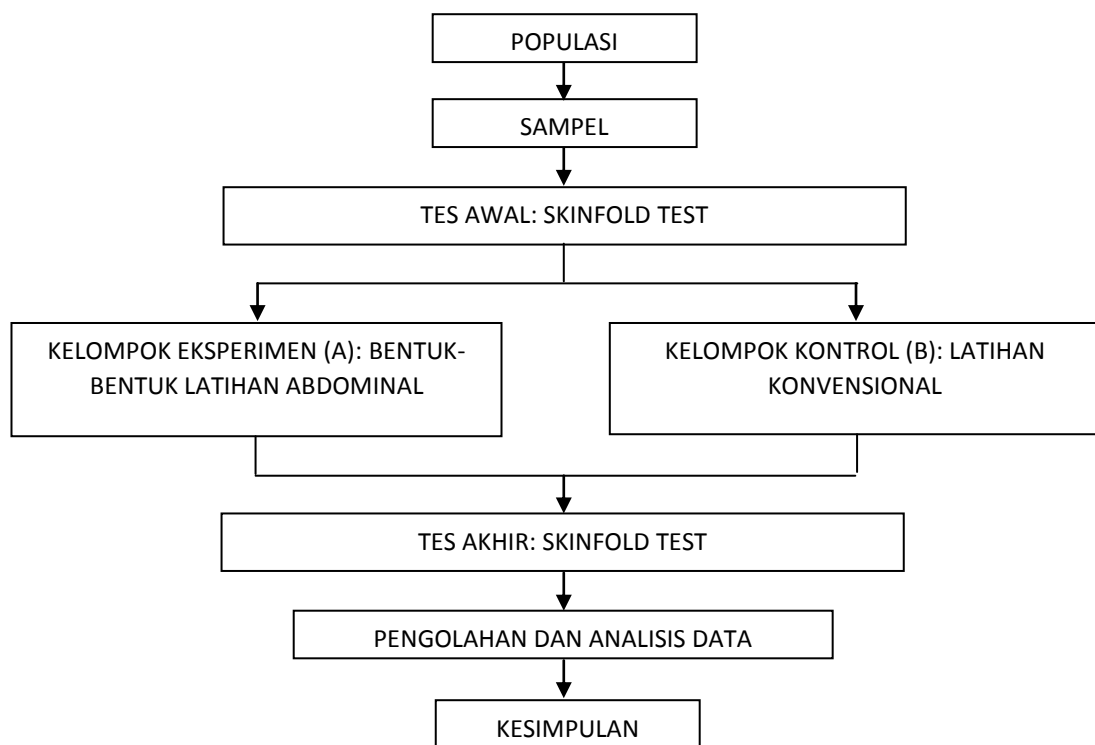 POPULASI
SAMPEL
TES AWAL: SKINFOLD TEST
KELOMPOK EKSPERIMEN (A): BENTUK-
BENTUK LATIHAN ABDOMINAL
KELOMPOK KONTROL (B): LATIHAN
KONVENSIONAL
TES AKHIR: SKINFOLD TEST
PENGOLAHAN DAN ANALISIS DATA
KESIMPULAN